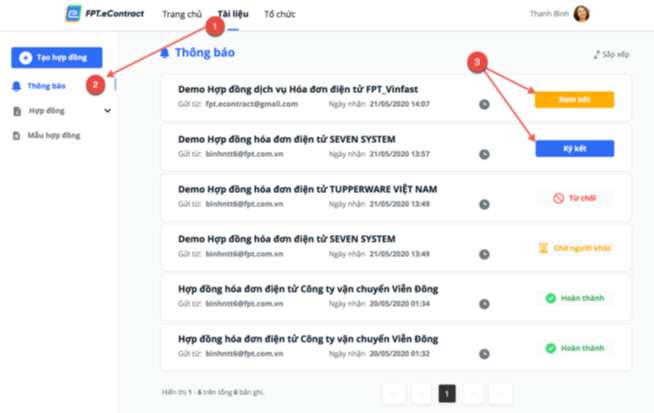 FPT.eContract Trang chủ Tài liệu Tổ chức Thanh Bình
1
Tạo hợp đồng
Thông báo
2
Hợp đồng
Mẫu hợp đồng
Thông báo
3
Sắp xếp
Demo Hợp đồng dịch vụ Hóa đơn điện tử FPT_Vinfast
Gửi từ: fpt.econtract@gmail.com Ngày nhận 21/05/2020 14:07
Xem xét
Demo Hợp đồng hóa đơn điện tử SEVEN SYSTEM
Gửi từ: binhntt6@fpt.com.vn Ngày nhận 21/05/2020 13:57
Ký kết
Demo Hợp đồng hóa đơn điện tử TUPPERWARE VIỆT NAM
Gửi từ: binhntt6@fpt.com.vn Ngày nhận 21/05/2020 13:49
Từ chối
Demo Hợp đồng hóa đơn điện tử SEVEN SYSTEM
Gửi từ: binhntt6@fpt.com.vn Ngày nhận 21/05/2020 13:49
Chờ người khác
Hợp đồng hóa đơn điện tử Công ty vận chuyển Viễn Đông
Gửi từ: binhntt6@fpt.com.vn Ngày nhận 20/05/2020 01:34
Hoàn thành
Hợp đồng hóa đơn điện tử Công ty vận chuyển Viễn Đông
Gửi từ: binhntt6@fpt.com.vn Ngày nhận 20/05/2020 01:32
Hoàn thành
Hiển thị 1 - 6 trên tổng 6 bản ghi.
1